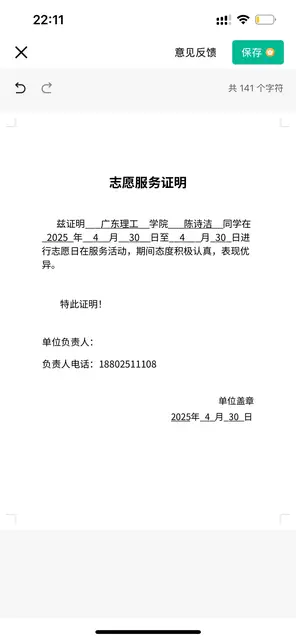 22:11
意见反馈
保存
共 141 个字符
志愿服务证明
兹证明 广东理工 学院 陈诗洁 同学在
2025 年 4 月 30 日至 4 月 30 日进
行志愿日在服务活动，期间态度积极认真，表现优
异。
特此证明！
单位负责人：
负责人电话：18802511108
单位盖章
2025年 4 月 30 日